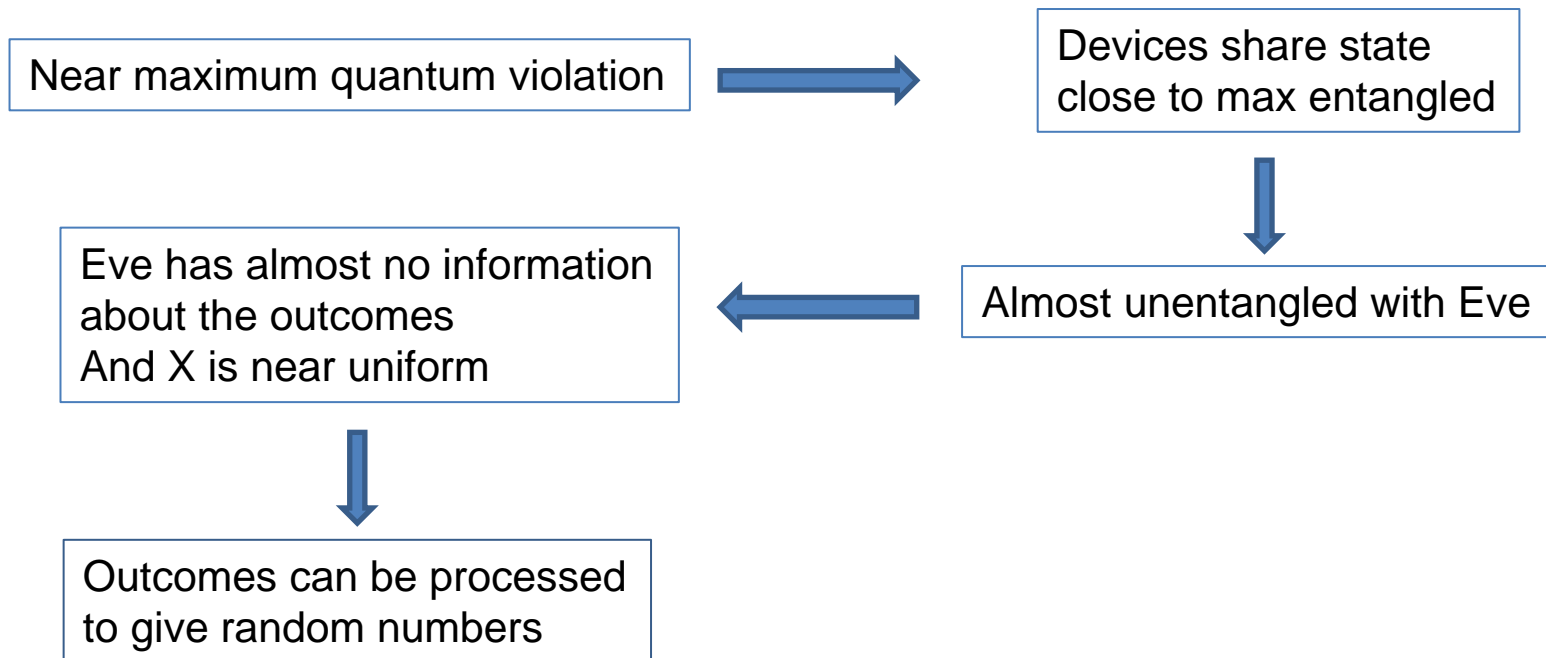 Near maximum quantum violation
Devices share state
close to max entangled
Almost unentangled with Eve
Eve has almost no information
about the outcomes
And X is near uniform
Outcomes can be processed
to give random numbers